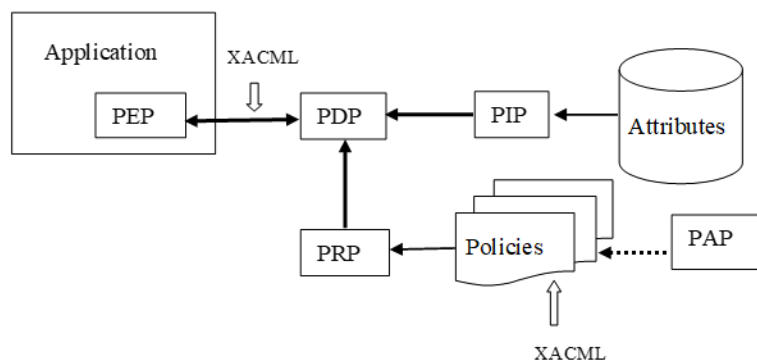 Application
XACML
PEP
PDP
PIP
Attributes
PRP
Policies
PAP
XACML